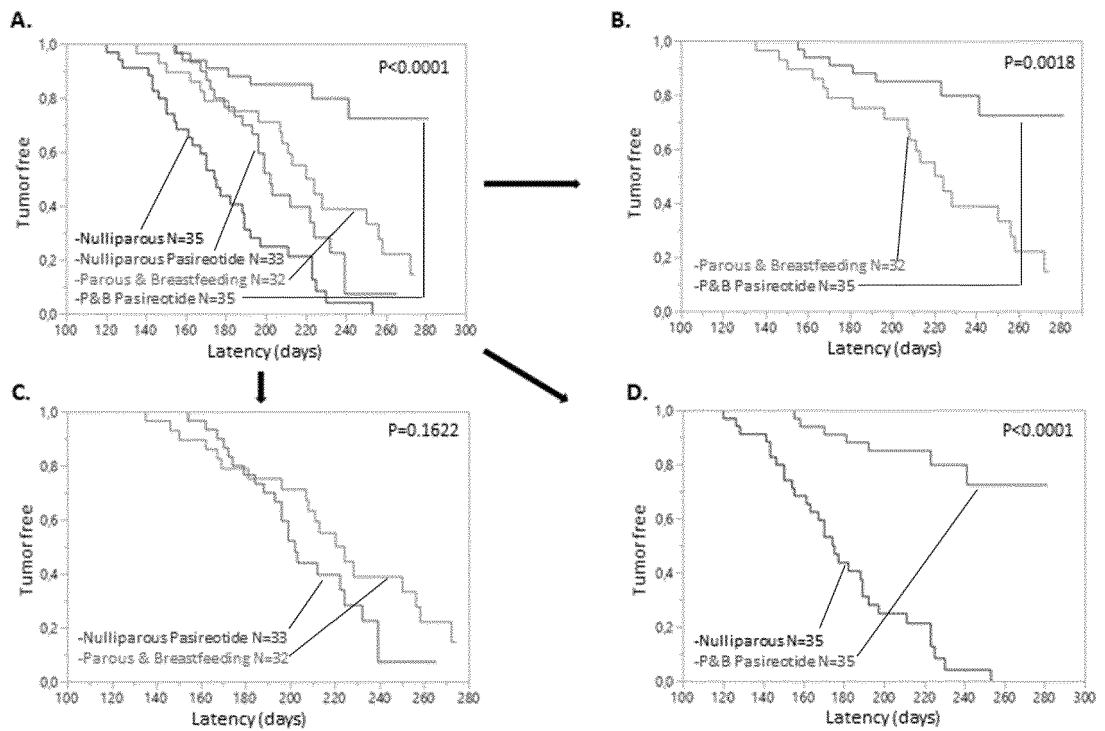 A.
P<0.0001
1,0
0,8
0,6
0,4
0,2
0,0
Tumor free
-Nulliparous N=35
-Nulliparous Pasireotide N=33
-Parous & Breastfeeding N=32
-P&B Pasireotide N=35
100 120 140 160 180 200 220 240 260 280 300
Latency (days)
B.
P=0.0018
1,0
0,8
0,6
0,4
0,2
0,0
Tumor free
-Parous & Breastfeeding N=32
-P&B Pasireotide N=35
100 120 140 160 180 200 220 240 260 280
Latency (days)
C.
P=0.1622
1,0
0,8
0,6
0,4
0,2
0,0
Tumor free
-Nulliparous Pasireotide N=33
-Parous & Breastfeeding N=32
100 120 140 160 180 200 220 240 260 280
Latency (days)
D.
P<0.0001
1,0
0,8
0,6
0,4
0,2
0,0
Tumor free
-Nulliparous N=35
-P&B Pasireotide N=35
100 120 140 160 180 200 220 240 260 280 300
Latency (days)